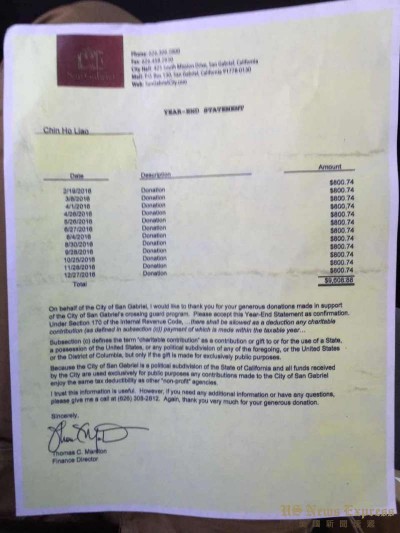 San Gabriel
Phone: 626.308.2800
Fax: 626.458.2830
City Hall: 425 South Mission Drive, San Gabriel, California
Mail: P.O. Box 130, San Gabriel, California 91778-0130
Web: SanGabrielCity.com
YEAR-END STATEMENT
Chin Ho Liao
Date Description Amount
2/19/2016 Donation $800.74
3/8/2016 Donation $800.74
4/1/2016 Donation $800.74
4/26/2016 Donation $800.74
5/26/2016 Donation $800.74
6/27/2016 Donation $800.74
8/4/2016 Donation $800.74
8/30/2016 Donation $800.74
9/28/2016 Donation $800.74
10/25/2016 Donation $800.74
11/28/2016 Donation $800.74
12/27/2016 Donation $800.74
Total $9,608.88
On behalf of the City of San Gabriel, I would like to thank you for your generous donations made in support
of the City of San Gabriel's crossing guard program. Please accept this Year-End Statement as confirmation.
Under Section 170 of the Internal Revenue Code, ...there shall be allowed as a deduction any charitable
contribution (as defined in subsection (c)) payment of which is made within the taxable year...
Subsection (c) defines the term "charitable contribution" as a contribution or gift to or for the use of a State,
a possession of the United States, or any political subdivision of any of the foregoing, or the United States
or the District of Columbia, but only if the gift is made for exclusively public purposes.
Because the City of San Gabriel is a political subdivision of the State of California and all funds received
by the City are used exclusively for public purposes any contributions made to the City of San Gabriel
enjoy the same tax deductibility as other "non-profit" agencies.
I trust this information is useful. However, if you need any additional information or have any questions,
please give me a call at (626) 308-2812. Again, thank you very much for your generous donation.
Sincerely,
Thomas C. Marston
Finance Director
US News Express